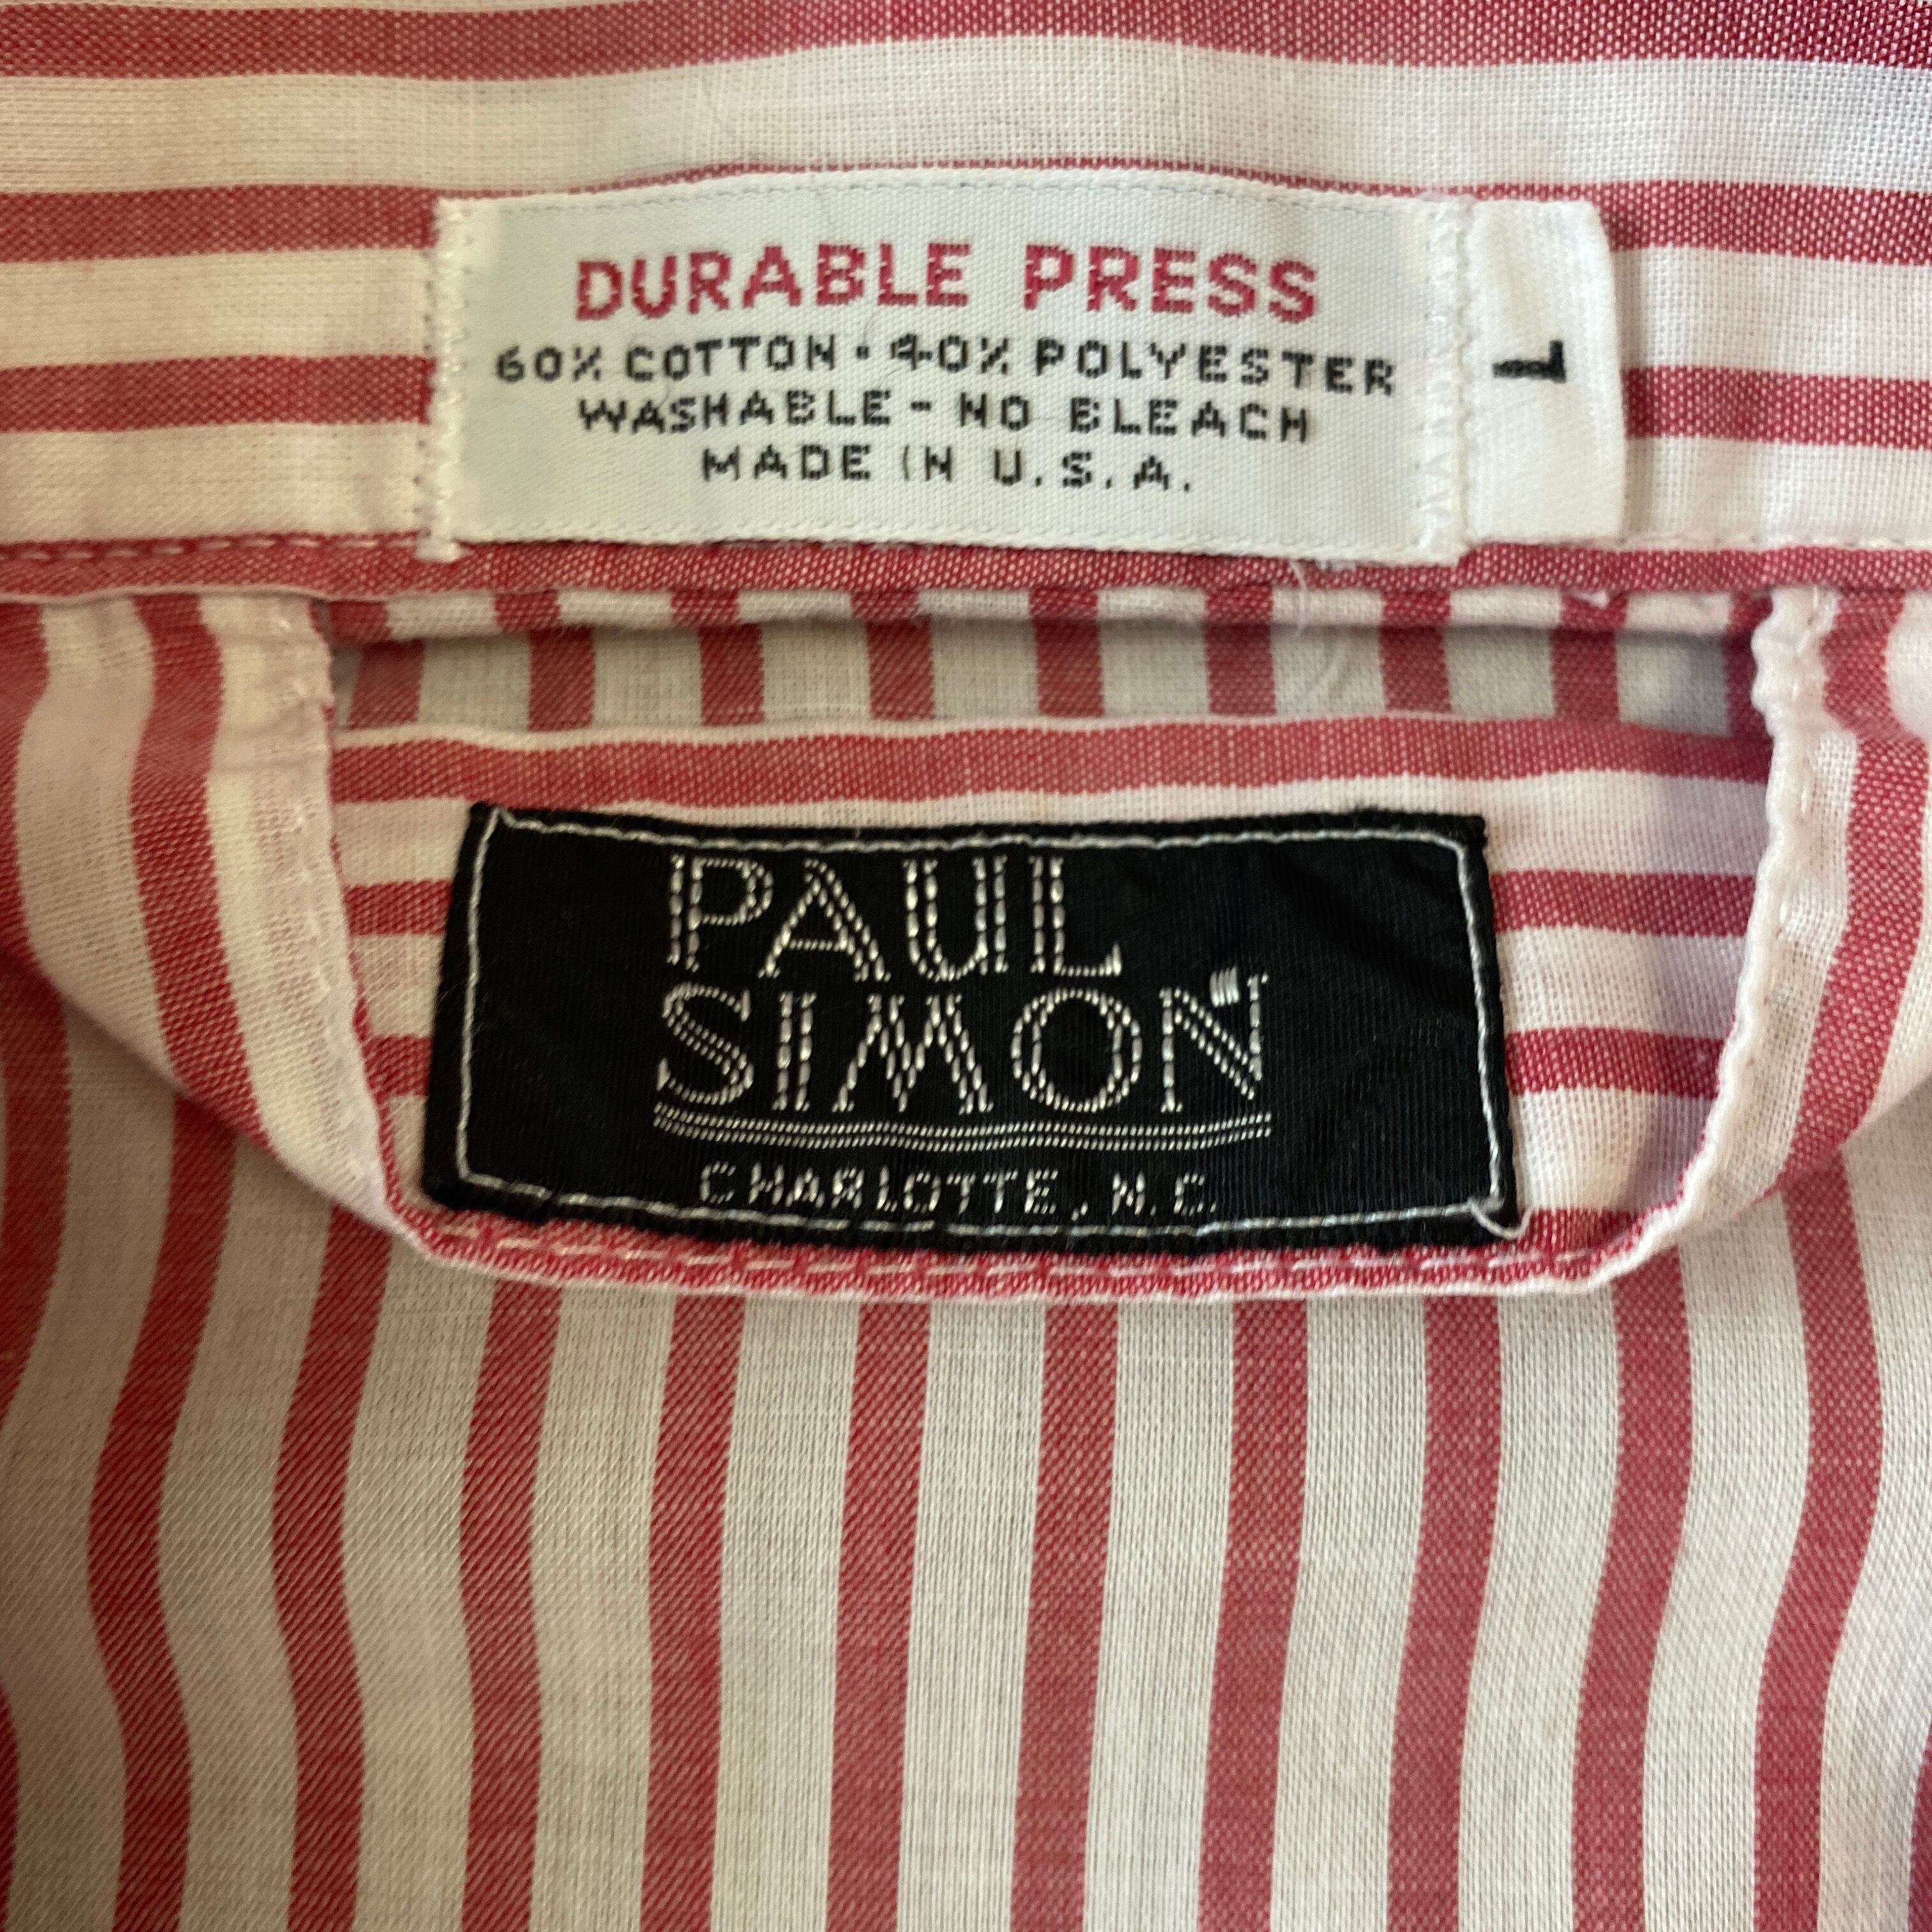 DURABLE PRESS
60% COTTON • 40% POLYESTER
WASHABLE - NO BLEACH
MADE IN U.S.A.
L
PAUL
SIMON
CHARLOTTE, N.C.